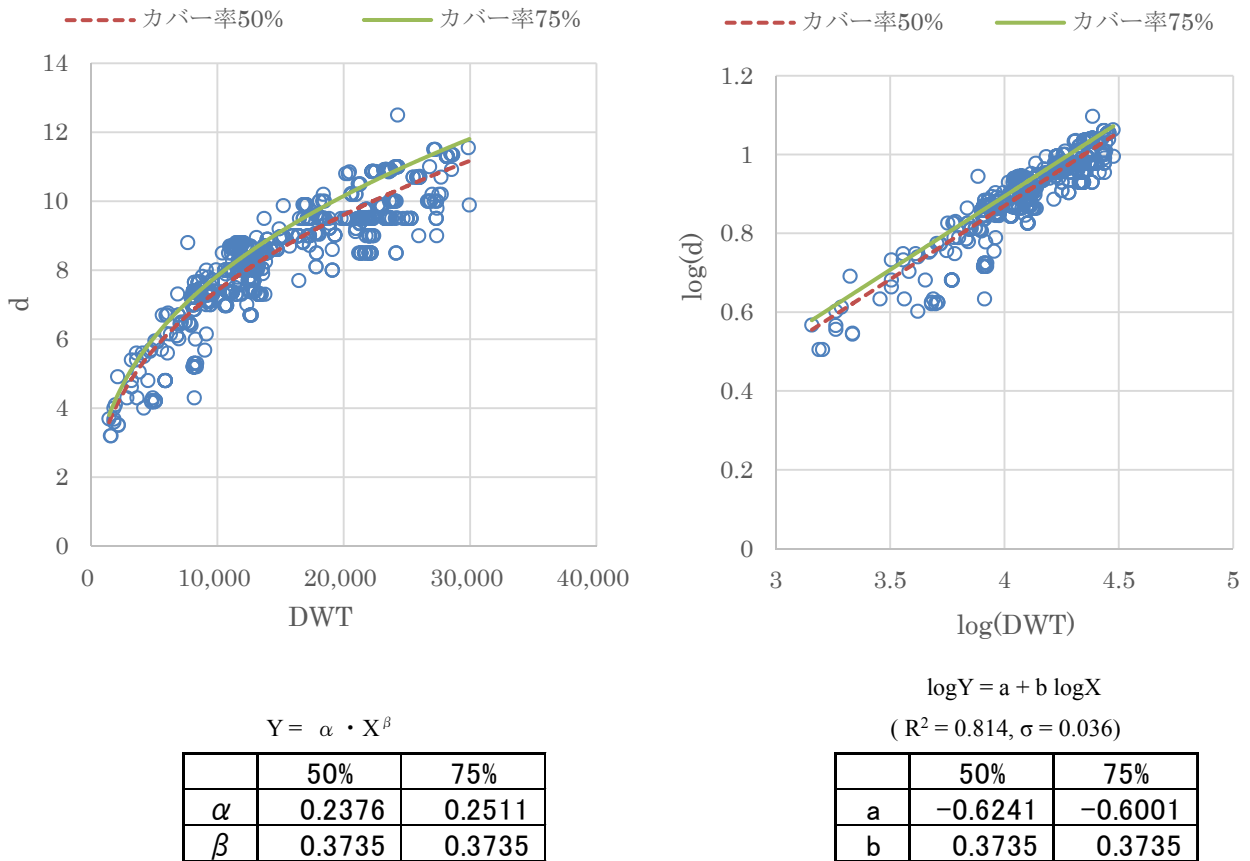 カバー率50% カバー率75%
d
14
12
10
8
6
4
2
0
0 10,000 20,000 30,000 40,000
DWT
カバー率50% カバー率75%
log(d)
1.2
1
0.8
0.6
0.4
0.2
0
3 3.5 4 4.5 5
log(DWT)
Y = α・X^β
50% 75%
α 0.2376 0.2511
β 0.3735 0.3735
logY = a + b logX
( R² = 0.814, σ = 0.036)
50% 75%
a −0.6241 −0.6001
b 0.3735 0.3735